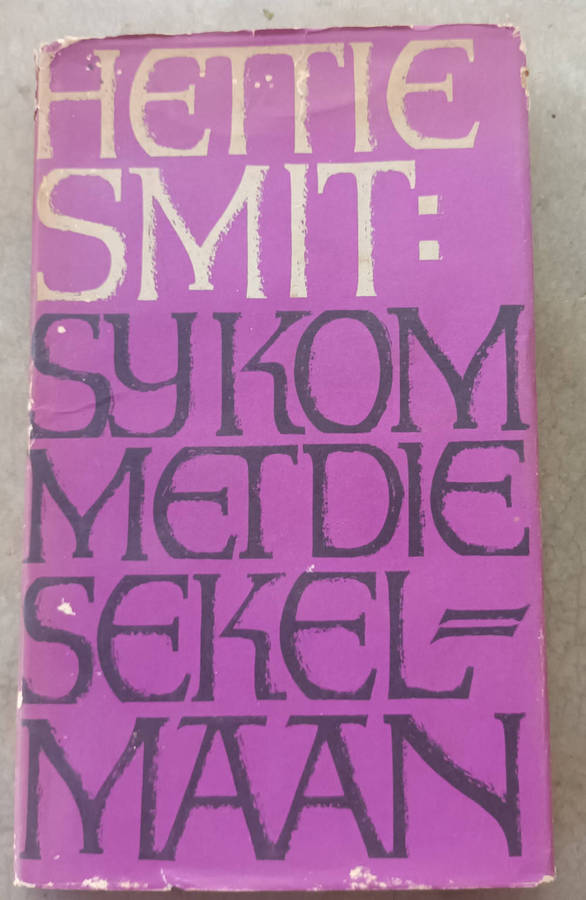 HETTIE
SMIT:
SY KOM
MET DIE
SEKEL=
MAAN